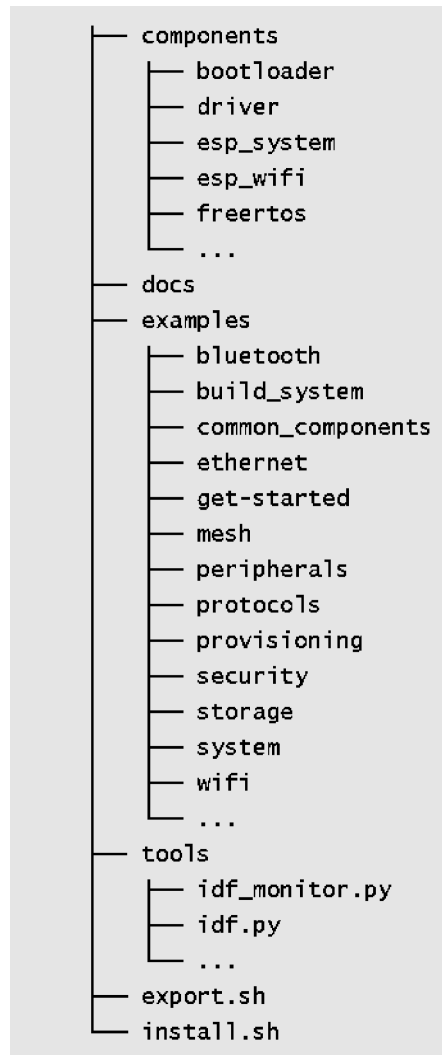 ├── components
│   ├── bootloader
│   ├── driver
│   ├── esp_system
│   ├── esp_wifi
│   ├── freertos
│   └── ...
├── docs
├── examples
│   ├── bluetooth
│   ├── build_system
│   ├── common_components
│   ├── ethernet
│   ├── get-started
│   ├── mesh
│   ├── peripherals
│   ├── protocols
│   ├── provisioning
│   ├── security
│   ├── storage
│   ├── system
│   ├── wifi
│   └── ...
├── tools
│   ├── idf_monitor.py
│   ├── idf.py
│   └── ...
├── export.sh
└── install.sh